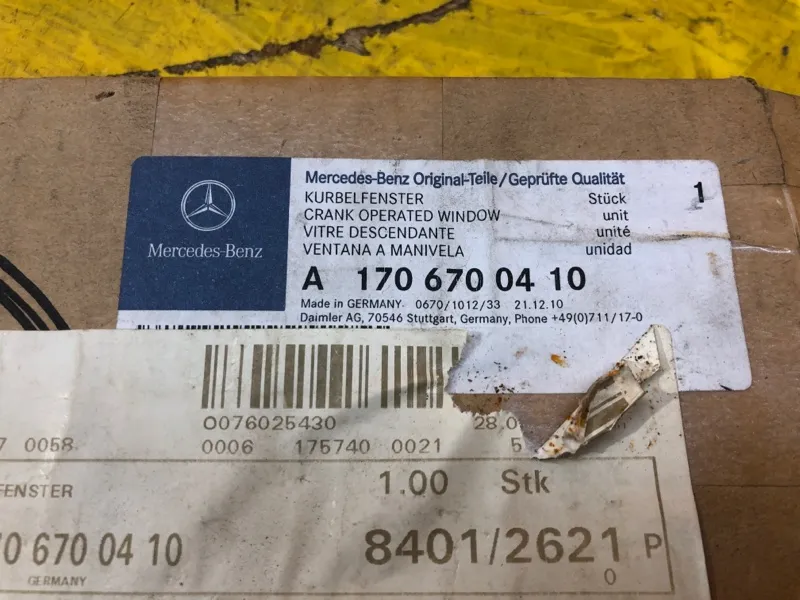 Mercedes-Benz
Mercedes-Benz Original-Teile/Geprüfte Qualität
KURBELFENSTER Stück 1
CRANK OPERATED WINDOW unit
VITRE DESCENDANTE unité
VENTANA A MANIVELA unidad
A 170 670 04 10
Made in GERMANY 0670/1012/33 21.12.10
Daimler AG, 70546 Stuttgart, Germany, Phone +49(0)711/17-0
0076025430 28.0
7 0058 0006 175740 0021 5
FENSTER 1.00 Stk
70 670 04 10 8401/2621 P
GERMANY 0